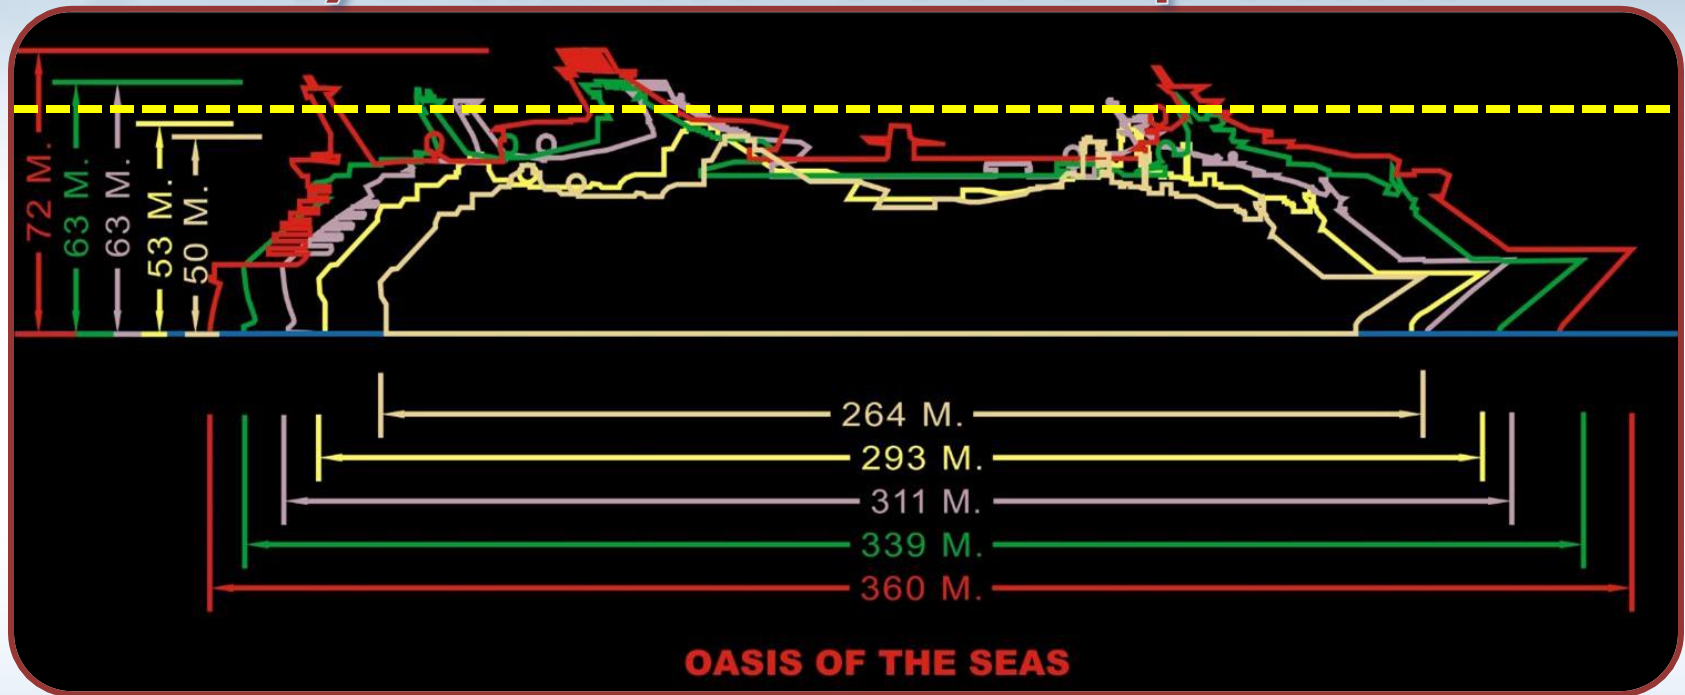 72 M.
63 M.
63 M.
53 M.
50 M.
264 M.
293 M.
311 M.
339 M.
360 M.
OASIS OF THE SEAS